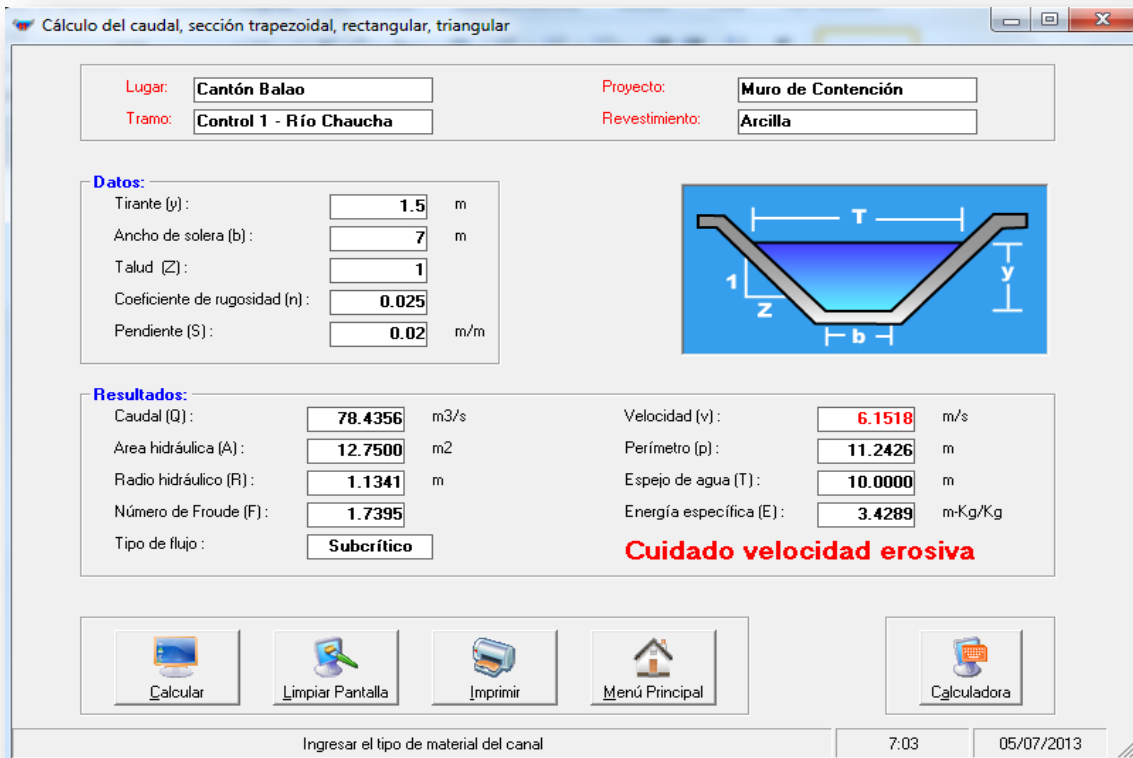 Cálculo del caudal, sección trapezoidal, rectangular, triangular
Lugar: Cantón Balao Proyecto: Muro de Contención
Tramo: Control 1 - Río Chaucha Revestimiento: Arcilla
Datos:
Tirante (y) : 1.5 m
Ancho de solera (b) : 7 m
Talud (Z) : 1
Coeficiente de rugosidad (n) : 0.025
Pendiente (S) : 0.02 m/m
T
y
1
Z
b
Resultados:
Caudal (Q) : 78.4356 m3/s Velocidad (v) : 6.1518 m/s
Area hidráulica (A) : 12.7500 m2 Perímetro (p) : 11.2426 m
Radio hidráulico (R) : 1.1341 m Espejo de agua (T) : 10.0000 m
Número de Froude (F) : 1.7395 Energía específica (E) : 3.4289 m-Kg/Kg
Tipo de flujo : Subcrítico Cuidado velocidad erosiva
Calcular Limpiar Pantalla Imprimir Menú Principal Calculadora
Ingresar el tipo de material del canal 7:03 05/07/2013